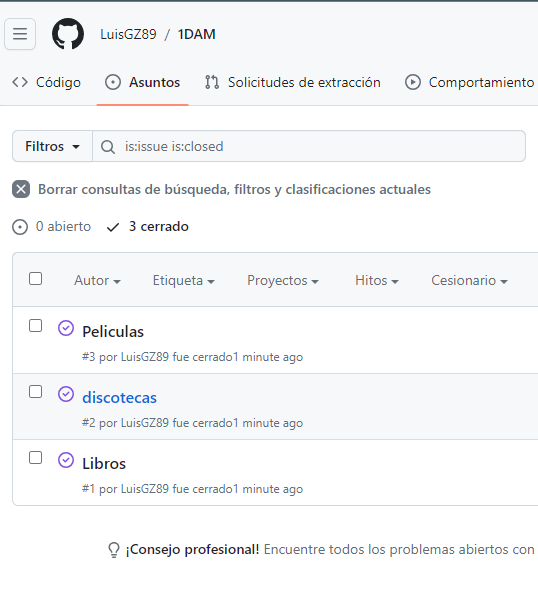 LuisGZ89 / 1DAM
Código Asuntos Solicitudes de extracción Comportamiento
Filtros is:issue is:closed
Borrar consultas de búsqueda, filtros y clasificaciones actuales
0 abierto 3 cerrado
Autor Etiqueta Proyectos Hitos Cesionario
Peliculas
#3 por LuisGZ89 fue cerrado1 minute ago
discotecas
#2 por LuisGZ89 fue cerrado1 minute ago
Libros
#1 por LuisGZ89 fue cerrado1 minute ago
¡Consejo profesional! Encuentre todos los problemas abiertos con